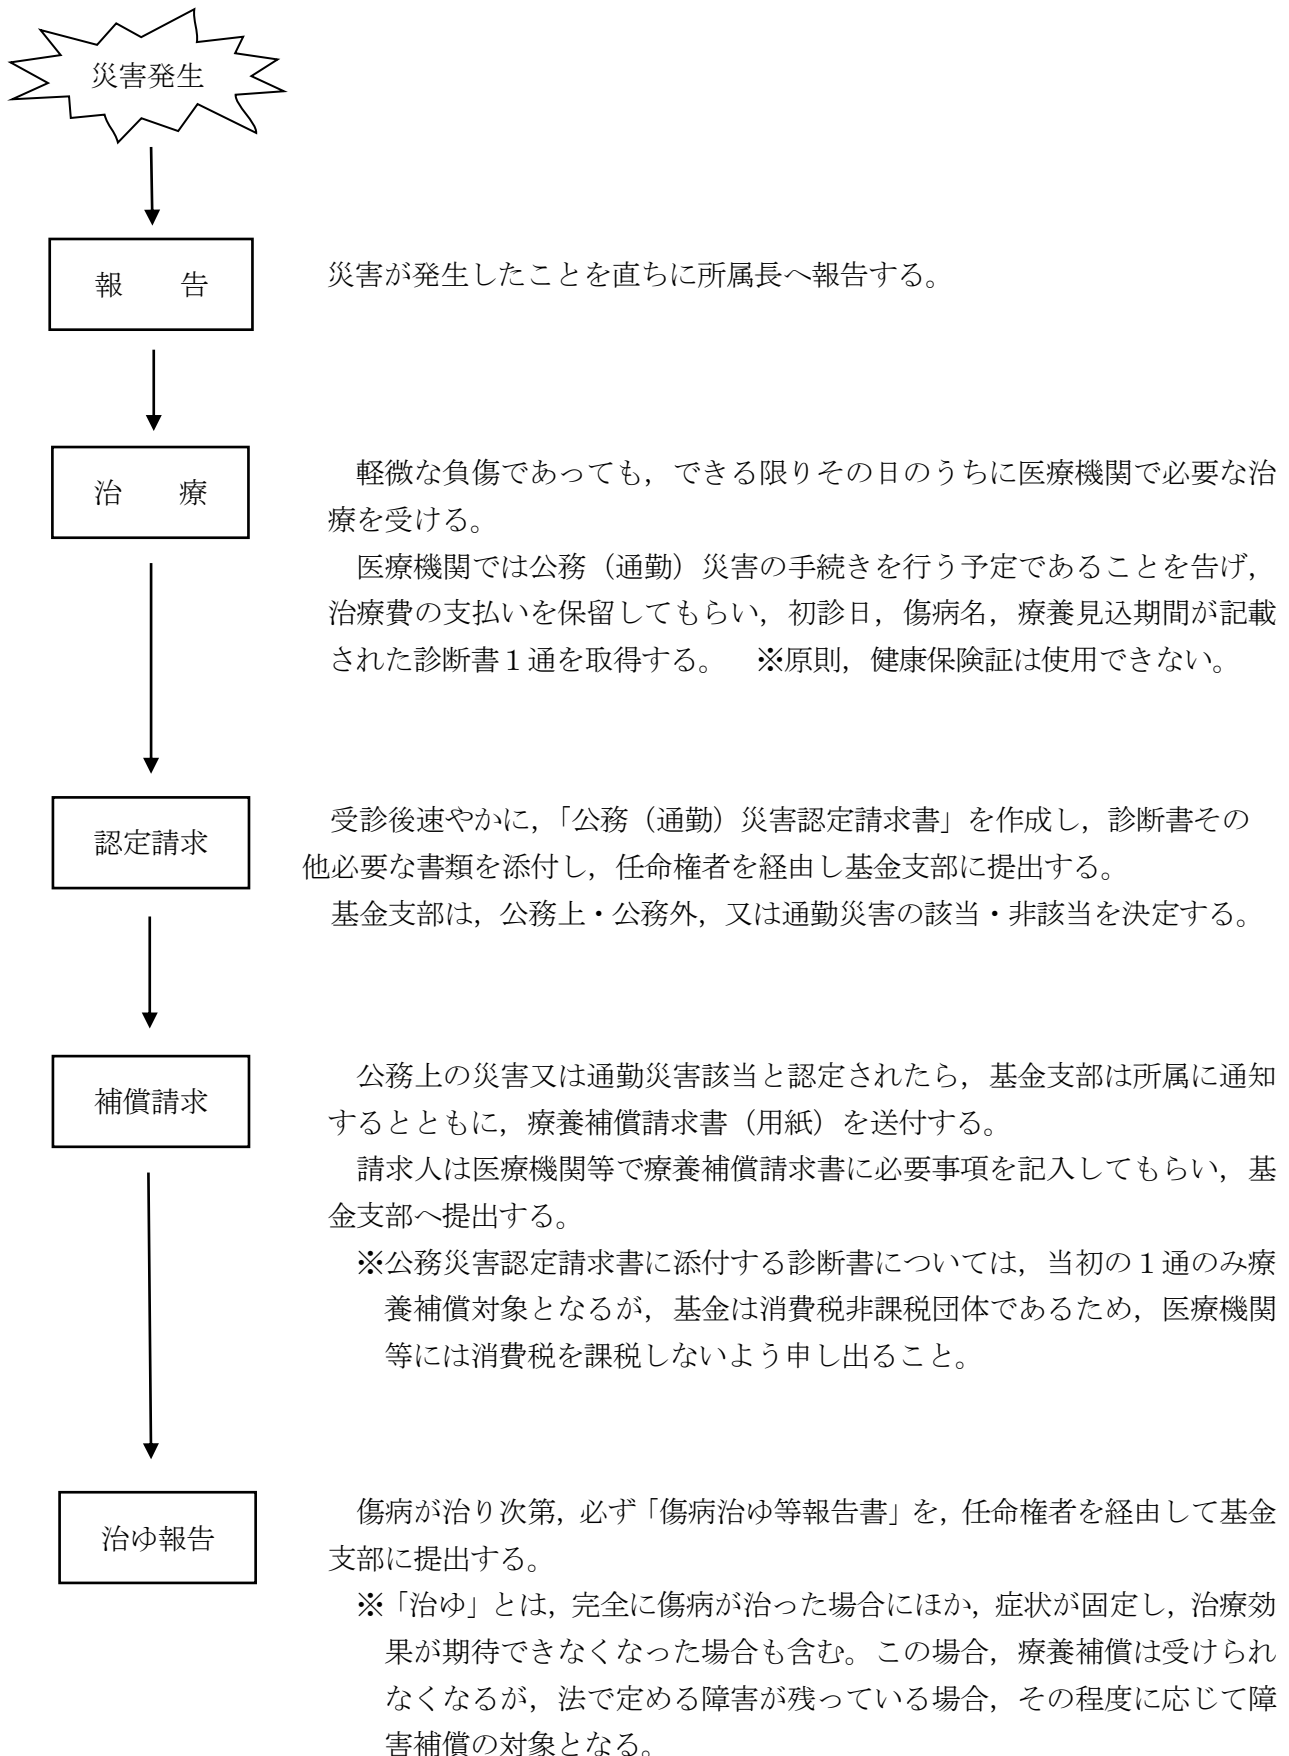 災害発生
報　　告
災害が発生したことを直ちに所属長へ報告する。
治　　療
　軽微な負傷であっても，できる限りその日のうちに医療機関で必要な治
療を受ける。
　医療機関では公務（通勤）災害の手続きを行う予定であることを告げ，
治療費の支払いを保留してもらい，初診日，傷病名，療養見込期間が記載
された診断書１通を取得する。　※原則，健康保険証は使用できない。
認定請求
　受診後速やかに，「公務（通勤）災害認定請求書」を作成し，診断書その
他必要な書類を添付し，任命権者を経由し基金支部に提出する。
　基金支部は，公務上・公務外，又は通勤災害の該当・非該当を決定する。
補償請求
　公務上の災害又は通勤災害該当と認定されたら，基金支部は所属に通知
するとともに，療養補償請求書（用紙）を送付する。
　請求人は医療機関等で療養補償請求書に必要事項を記入してもらい，基
金支部へ提出する。
　※公務災害認定請求書に添付する診断書については，当初の１通のみ療
　　養補償対象となるが，基金は消費税非課税団体であるため，医療機関
　　等には消費税を課税しないよう申し出ること。
治ゆ報告
　傷病が治り次第，必ず「傷病治ゆ等報告書」を，任命権者を経由して基金
支部に提出する。
　※「治ゆ」とは，完全に傷病が治った場合にほか，症状が固定し，治療効
　　果が期待できなくなった場合も含む。この場合，療養補償は受けられ
　　なくなるが，法で定める障害が残っている場合，その程度に応じて障
　　害補償の対象となる。